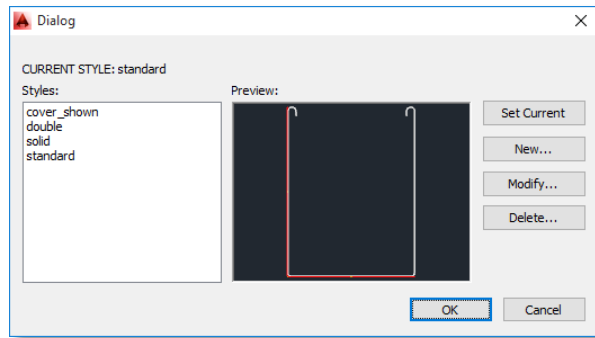 Dialog
CURRENT STYLE: standard
Styles:
Preview:
cover_shown
double
solid
standard
Set Current
New...
Modify...
Delete...
OK
Cancel